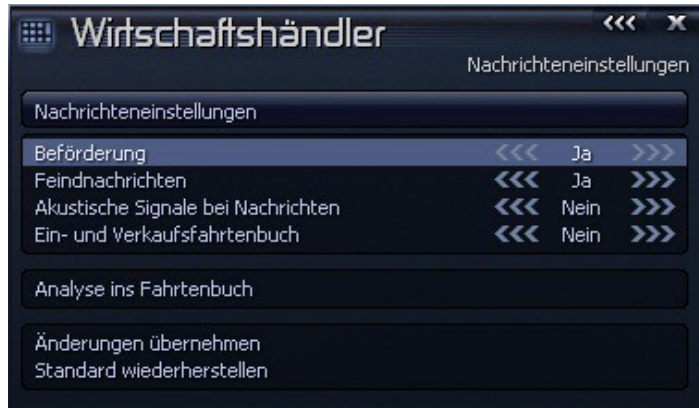 Wirtschaftshändler
<<< X
Nachrichteneinstellungen
Nachrichteneinstellungen
Beförderung <<< Ja >>>
Feindnachrichten <<< Ja >>>
Akustische Signale bei Nachrichten <<< Nein >>>
Ein- und Verkaufsfahrtenbuch <<< Nein >>>
Analyse ins Fahrtenbuch
Änderungen übernehmen
Standard wiederherstellen